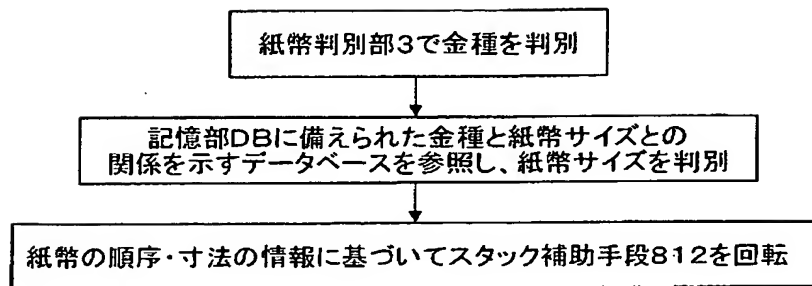 紙幣判別部3で金種を判別
記憶部DBに備えられた金種と紙幣サイズとの
関係を示すデータベースを参照し、紙幣サイズを判別
紙幣の順序・寸法の情報に基づいてスタック補助手段812を回転